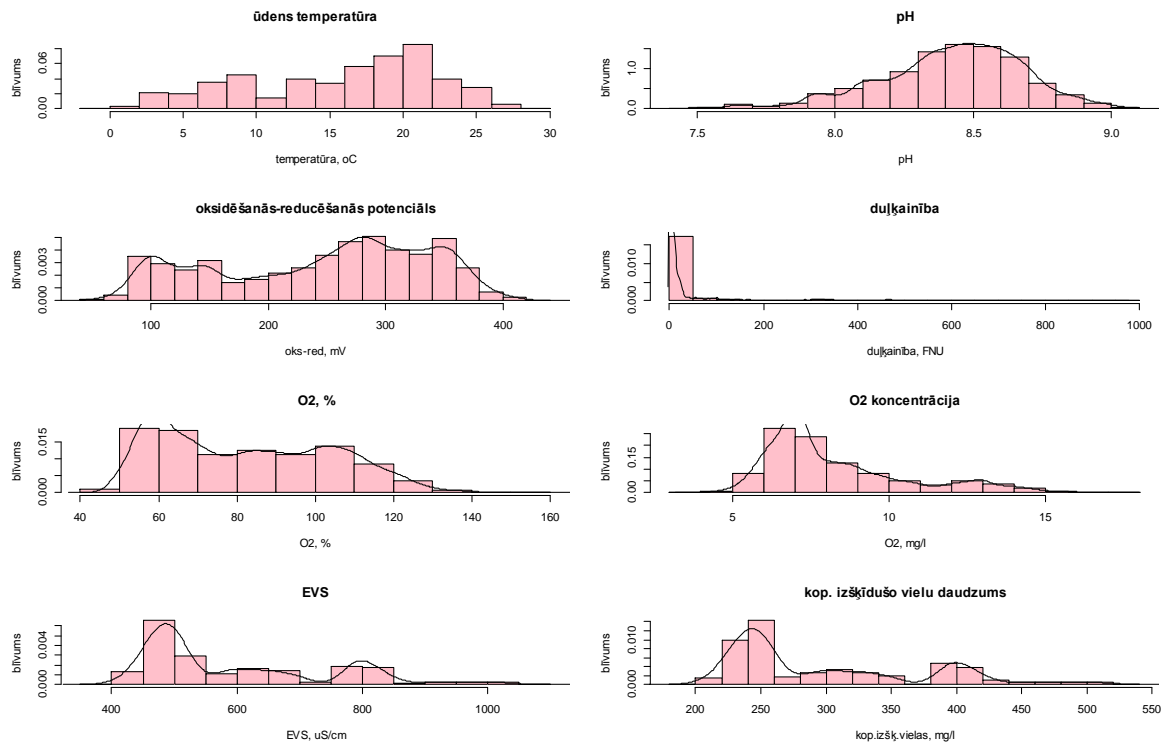 ūdens temperatūra
blīvums
0.00 0.06
0 5 10 15 20 25 30
temperatūra, oC
pH
blīvums
0.0 1.0
7.5 8.0 8.5 9.0
pH
oksidēšanās-reducēšanās potenciāls
blīvums
0.000 0.003
100 200 300 400
oks-red, mV
duļķainība
blīvums
0.000 0.010
0 200 400 600 800 1000
duļķainība, FNU
O2, %
blīvums
0.000 0.015
40 60 80 100 120 140 160
O2, %
O2 koncentrācija
blīvums
0.00 0.15
5 10 15
O2, mg/l
EVS
blīvums
0.000 0.004
400 600 800 1000
EVS, uS/cm
kop. izšķīdušo vielu daudzums
blīvums
0.000 0.010
200 250 300 350 400 450 500 550
kop.izšķ.vielas, mg/l